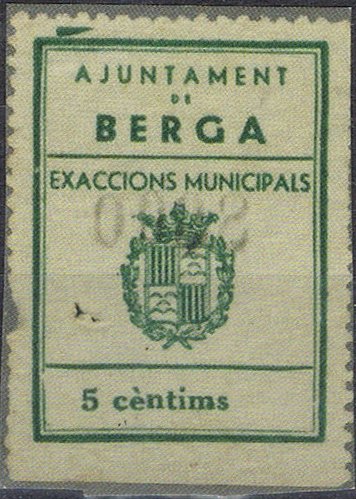 AJUNTAMENT
DE
BERGA
EXACCIONS MUNICIPALS
5 cèntims